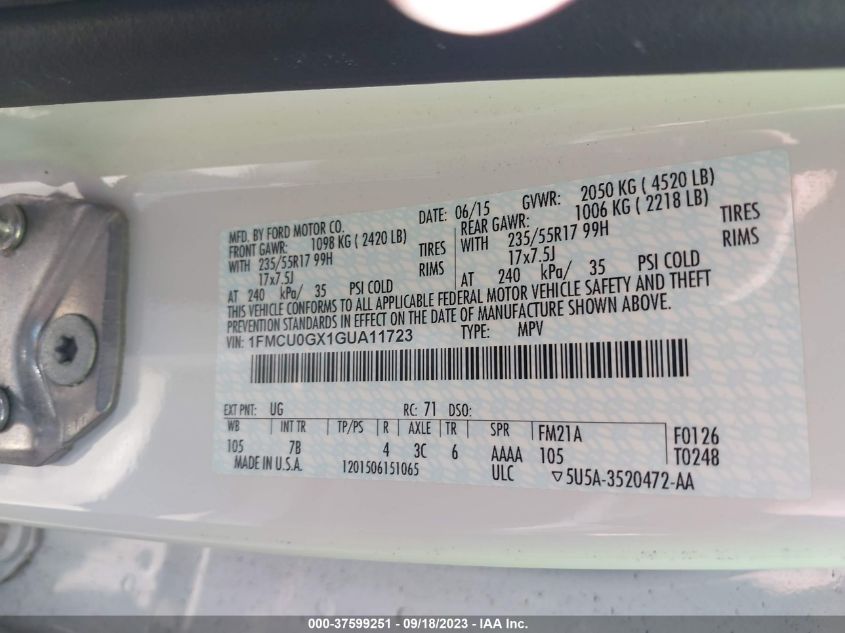 MFD. BY FORD MOTOR CO.
DATE: 06/15 GVWR: 2050 KG ( 4520 LB)
FRONT GAWR: 1098 KG ( 2420 LB)
WITH 235/55R17 99H TIRES
17x7.5J RIMS
AT 240 kPa/ 35 PSI COLD
REAR GAWR: 1006 KG ( 2218 LB)
WITH 235/55R17 99H TIRES
17x7.5J RIMS
AT 240 kPa/ 35 PSI COLD
THIS VEHICLE CONFORMS TO ALL APPLICABLE FEDERAL MOTOR VEHICLE SAFETY AND THEFT
PREVENTION STANDARDS IN EFFECT ON THE DATE OF MANUFACTURE SHOWN ABOVE.
VIN: 1FMCU0GX1GUA11723 TYPE: MPV
EXT PNT: UG RC: 71 DSO:
WB INT TR TP/PS R AXLE TR SPR FM21A F0126
105 7B 4 3C 6 AAAA 105 T0248
MADE IN U.S.A. 1201506151065 ULC ▽5U5A-3520472-AA
000-37599251 - 09/18/2023 - IAA Inc.